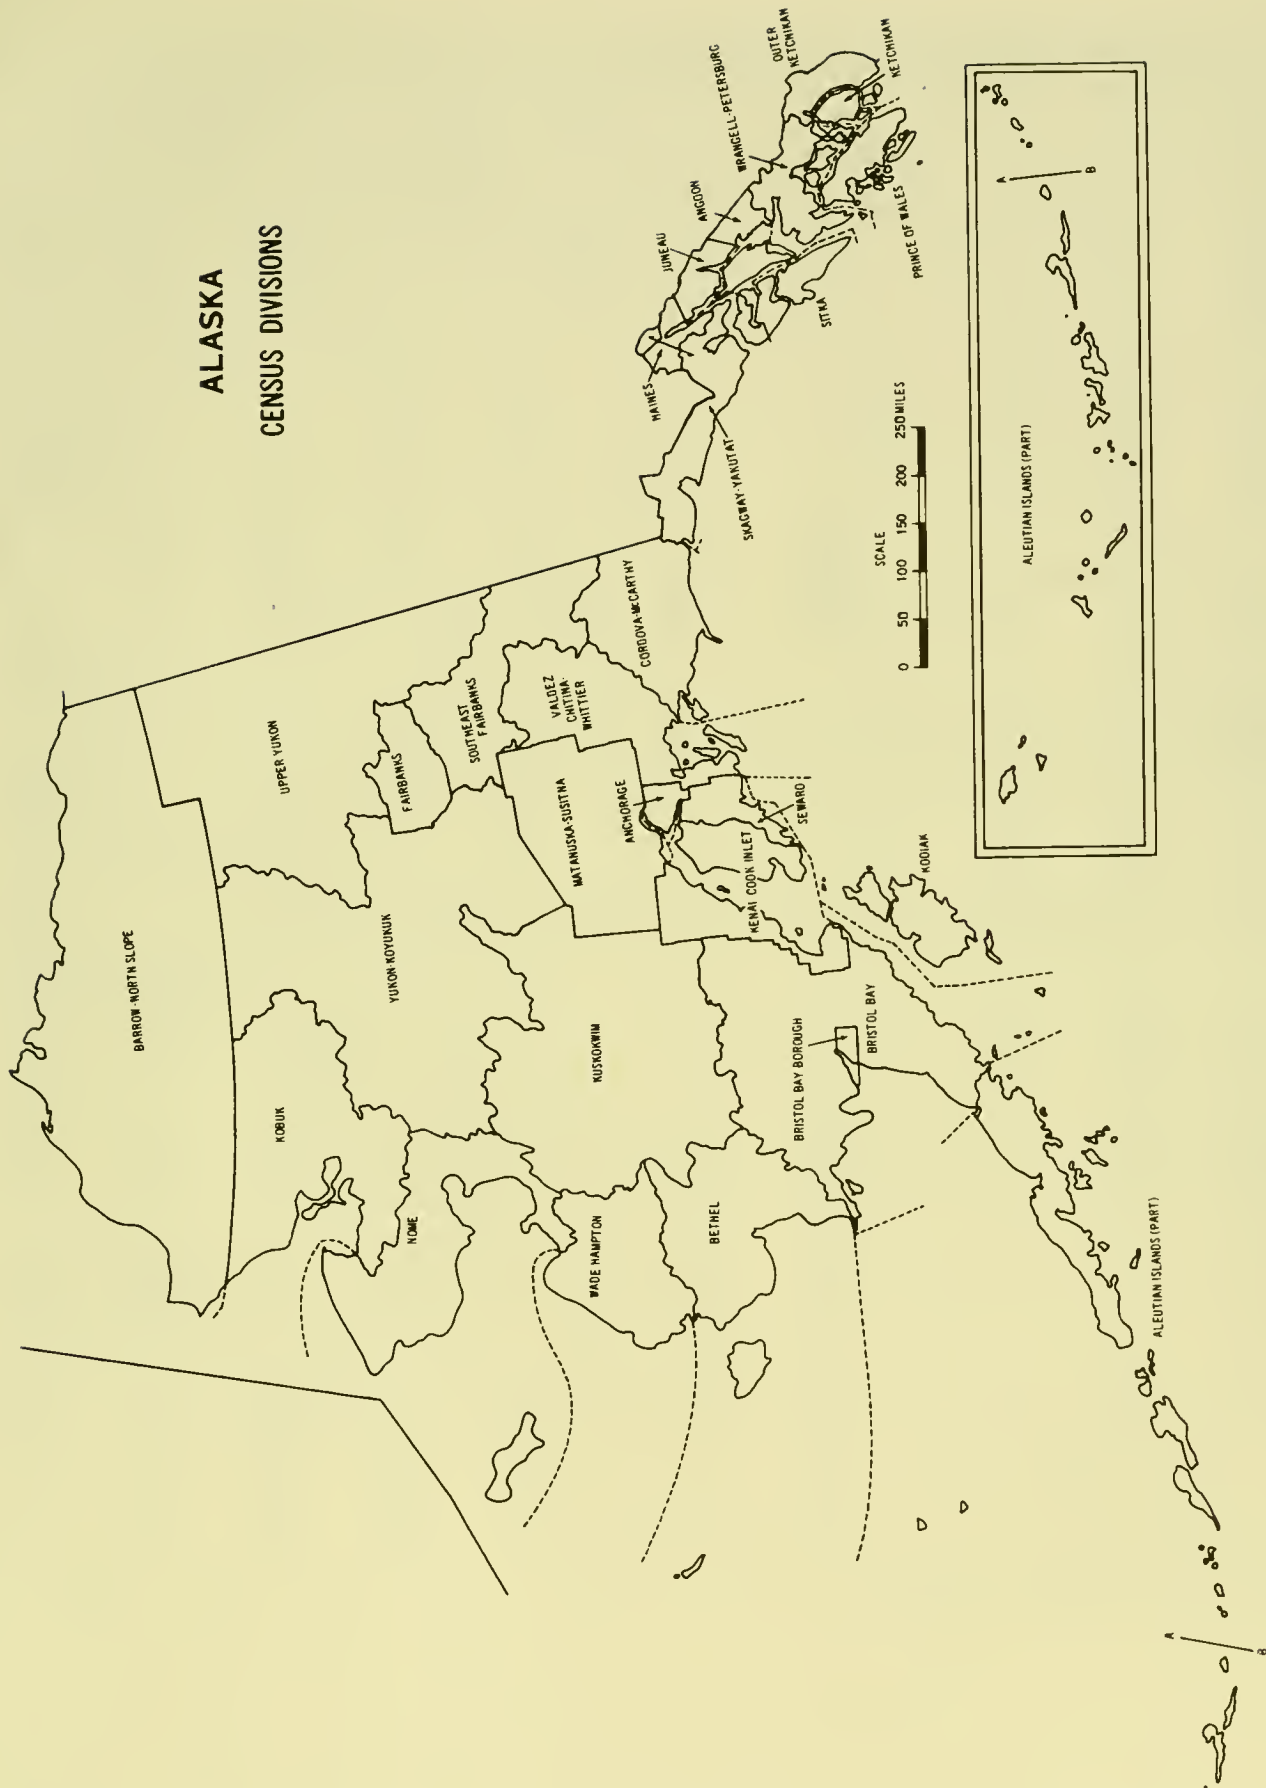 ALASKA
CENSUS DIVISIONS
BARROW-NORTH SLOPE
KOBUK
UPPER YUKON
NOME
YUKON-KOYUKUK
FAIRBANKS
SOUTHEAST
FAIRBANKS
WADE HAMPTON
KUSKOKWIM
MATANUSKA-SUSITNA
VALDEZ
CHITINA-
WHITTIER
CORDOVA-McCARTHY
ANCHORAGE
BETHEL
KENAI COOK INLET
SEWARD
BRISTOL BAY BOROUGH
BRISTOL BAY
KODIAK
ALEUTIAN ISLANDS (PART)
A
B
HAINES
SKAGWAY-YAKUTAT
JUNEAU
ANGOON
SITKA
WRANGELL-PETERSBURG
PRINCE OF WALES
OUTER
KETCHIKAN
KETCHIKAN
SCALE
0 50 100 150 200 250 MILES
ALEUTIAN ISLANDS (PART)
A
B